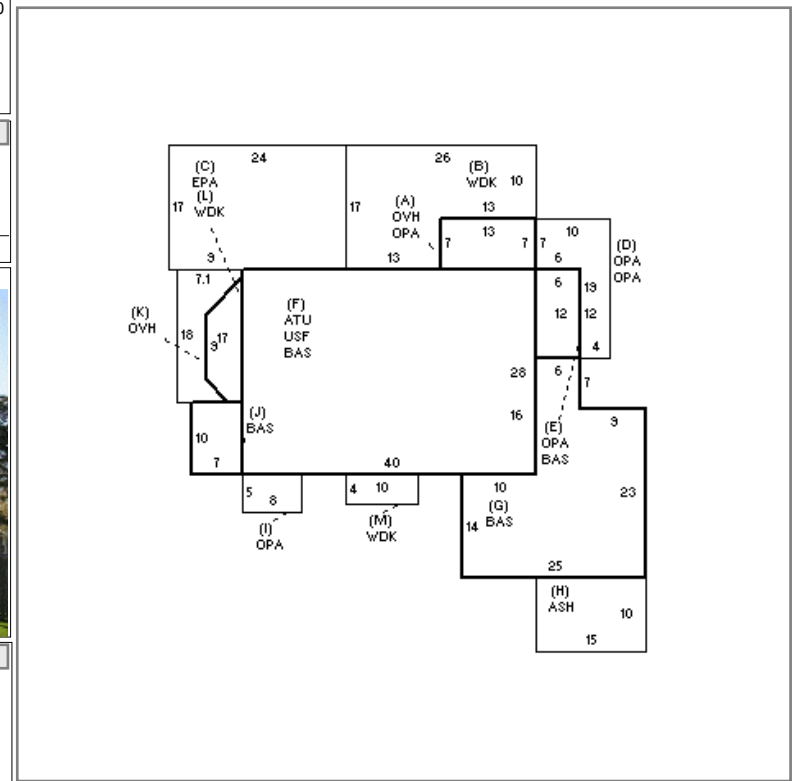 24
26
(C)
EPA
(L)
WDK
17
9
(B)
WDK
10
13
17
(A)
OVH
OPA
13
7
7
13
7
10
6
(D)
OPA
OPA
7.1
(K)
OVH
18
9
17
(F)
ATU
USF
BAS
6
12
19
12
4
28
6
7
16
10
7
(J)
BAS
40
(E)
OPA
BAS
9
5
8
4
10
10
(G)
BAS
14
23
(I)
OPA
(M)
WDK
25
(H)
ASH
10
15